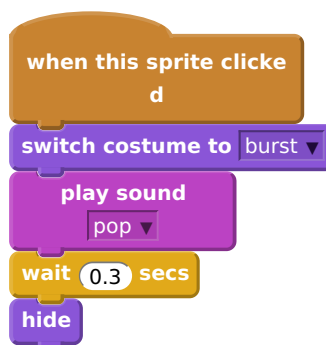 when this sprite clicke
d
switch costume to burst ▼
play sound
pop ▼
wait 0.3 secs
hide